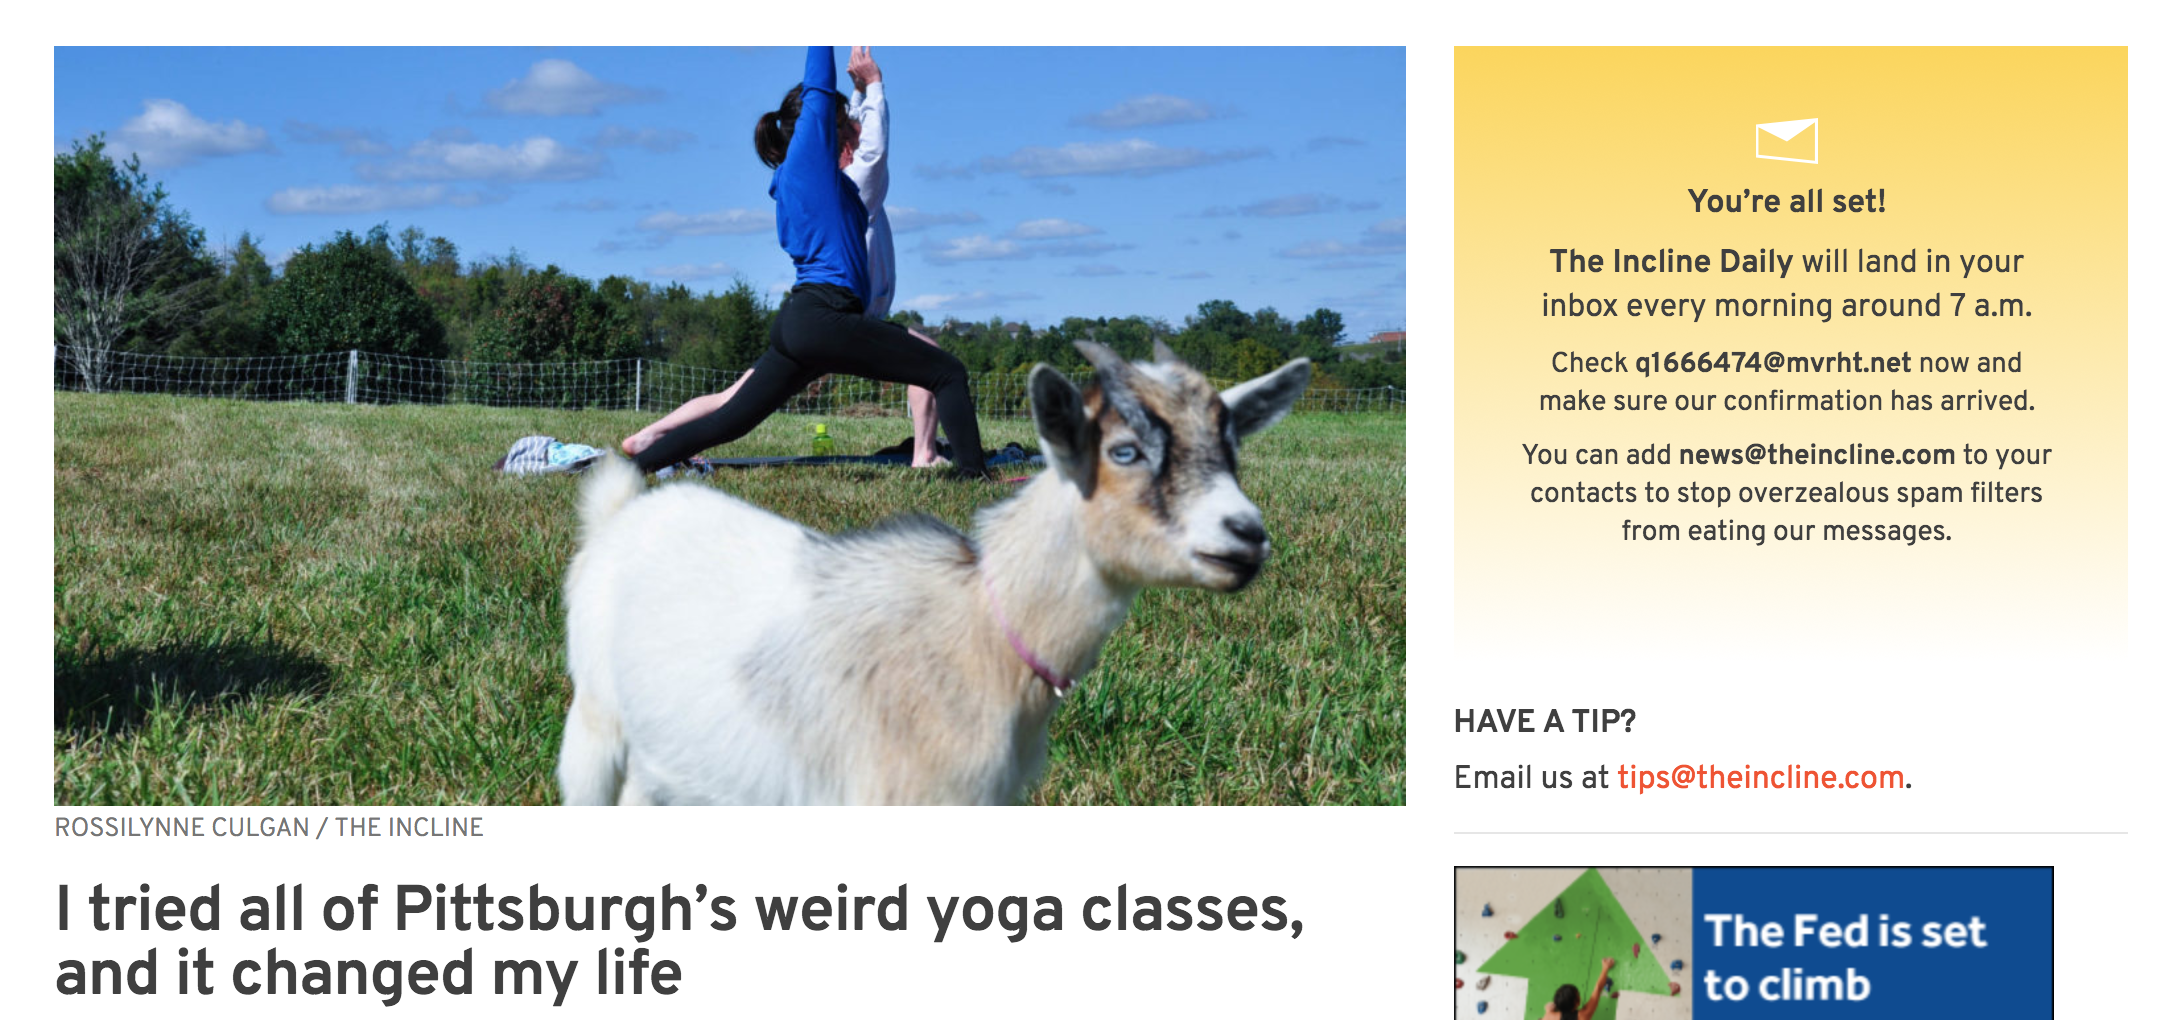 ROSSILYNNE CULGAN / THE INCLINE
I tried all of Pittsburgh’s weird yoga classes,
and it changed my life
You’re all set!
The Incline Daily will land in your
inbox every morning around 7 a.m.
Check q1666474@mvrht.net now and
make sure our confirmation has arrived.
You can add news@theincline.com to your
contacts to stop overzealous spam filters
from eating our messages.
HAVE A TIP?
Email us at tips@theincline.com.
The Fed is set
to climb